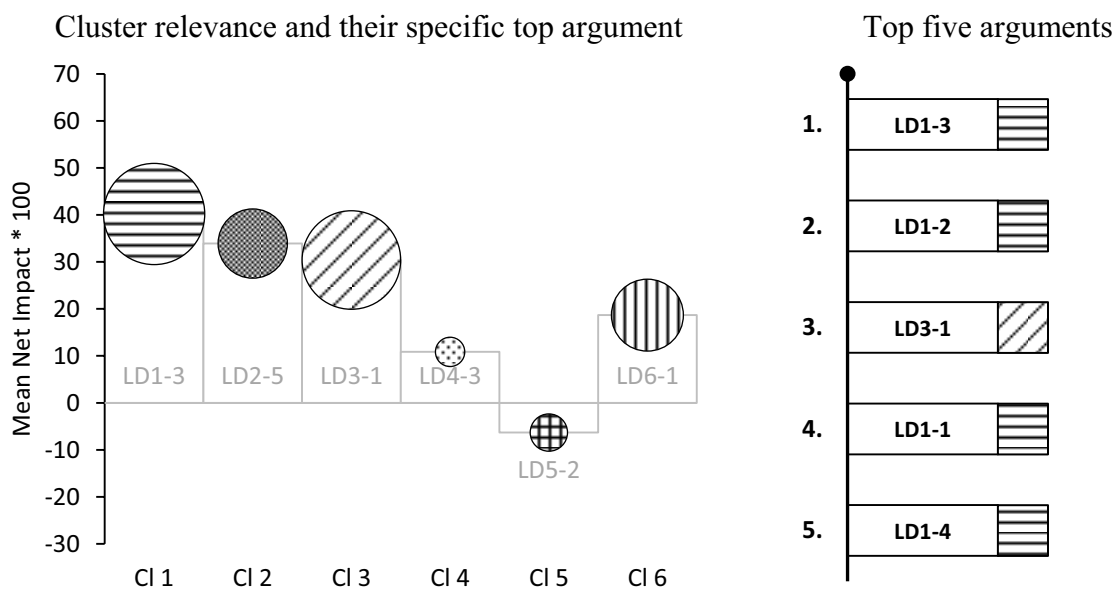 Cluster relevance and their specific top argument
Mean Net Impact * 100
70
60
50
40
30
20
10
0
-10
-20
-30
LD1-3
LD2-5
LD3-1
LD4-3
LD5-2
LD6-1
Cl 1
Cl 2
Cl 3
Cl 4
Cl 5
Cl 6
Top five arguments
1. LD1-3
2. LD1-2
3. LD3-1
4. LD1-1
5. LD1-4